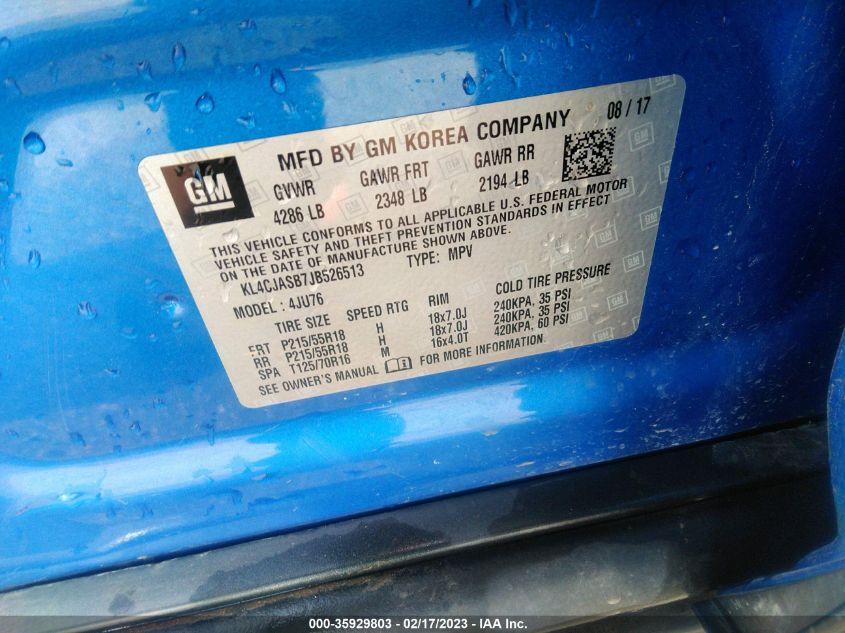 GM
MFD BY GM KOREA COMPANY 08 / 17
GVWR GAWR FRT GAWR RR
4286 LB 2348 LB 2194 LB
THIS VEHICLE CONFORMS TO ALL APPLICABLE U.S. FEDERAL MOTOR
VEHICLE SAFETY AND THEFT PREVENTION STANDARDS IN EFFECT
ON THE DATE OF MANUFACTURE SHOWN ABOVE.
KL4CJASB7JB526513 TYPE: MPV
MODEL : 4JU76
TIRE SIZE SPEED RTG RIM COLD TIRE PRESSURE
FRT P215/55R18 H 18x7.0J 240KPA, 35 PSI
RR P215/55R18 H 18x7.0J 240KPA, 35 PSI
SPA T125/70R16 M 16x4.0T 420KPA, 60 PSI
SEE OWNER'S MANUAL FOR MORE INFORMATION.
000-35929803 - 02/17/2023 - IAA Inc.